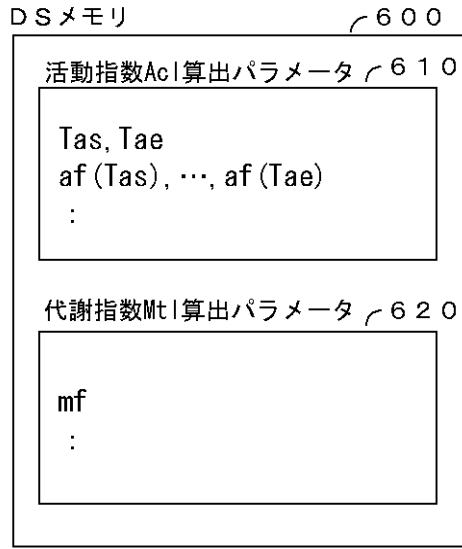 ＤＳメモリ ６００
活動指数AcI算出パラメータ ６１０
Tas,Tae
af(Tas),…,af(Tae)
:
代謝指数MtI算出パラメータ ６２０
mf
: